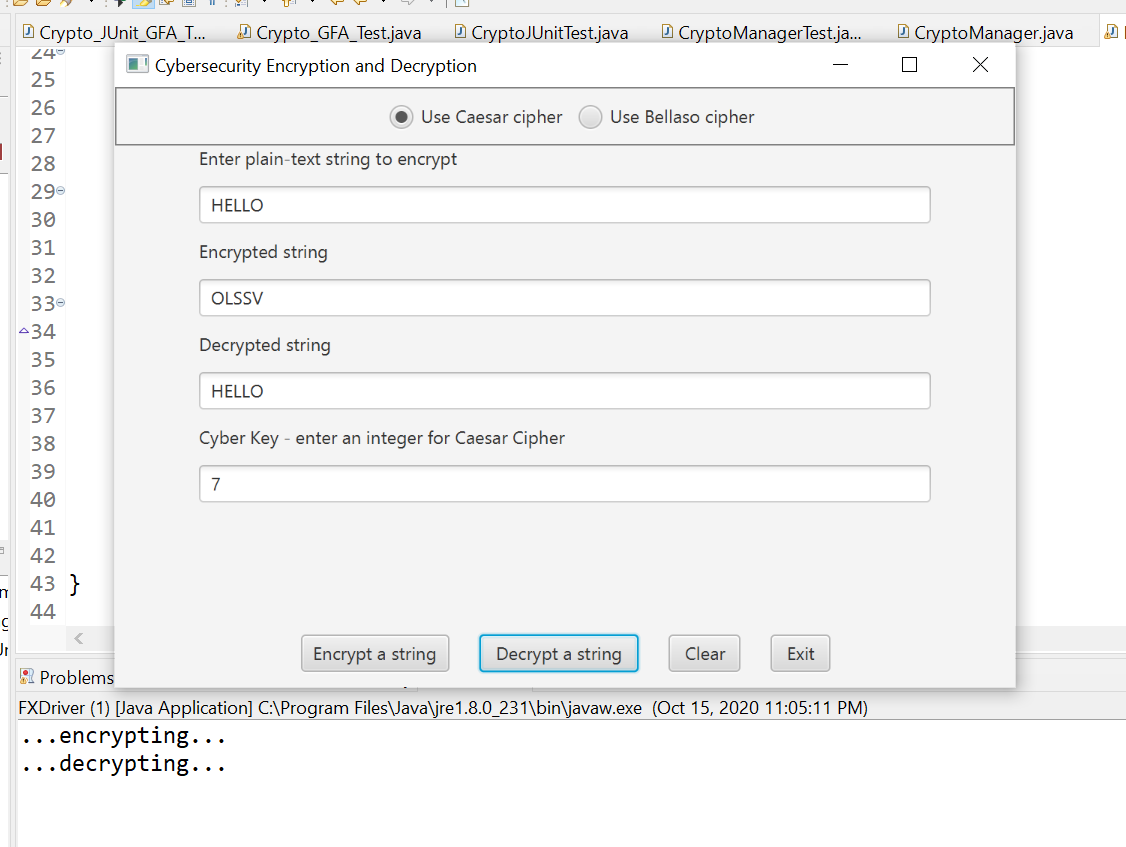 Crypto_JUnit_GFA_T... Crypto_GFA_Test.java CryptoJUnitTest.java CryptoManagerTest.ja... CryptoManager.java
24
Cybersecurity Encryption and Decryption
25
26
Use Caesar cipher Use Bellaso cipher
27
28
Enter plain-text string to encrypt
29
HELLO
30
31
Encrypted string
32
33
OLSSV
34
Decrypted string
35
36
HELLO
37
38
Cyber Key - enter an integer for Caesar Cipher
39
40
7
41
42
43 }
44
Encrypt a string Decrypt a string Clear Exit
Problems
FXDriver (1) [Java Application] C:\Program Files\Java\jre1.8.0_231\bin\javaw.exe (Oct 15, 2020 11:05:11 PM)
...encrypting...
...decrypting...